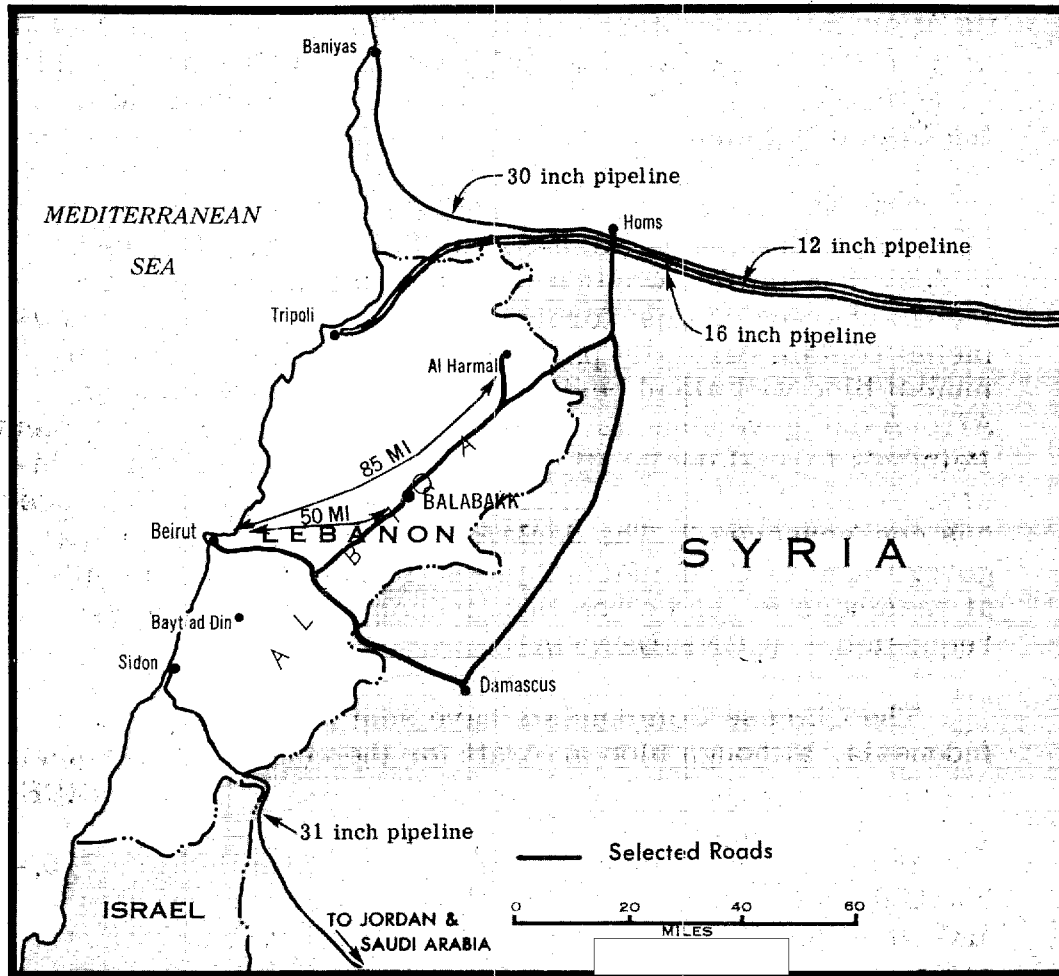 Baniyas
30 inch pipeline
MEDITERRANEAN
SEA
Homs
12 inch pipeline
Tripoli
16 inch pipeline
Al Harmal
85 MI
BALABAKK
50 MI
Beirut
LEBANON
SYRIA
AL BIQA
Bayt ad Din
Sidon
Damascus
31 inch pipeline
Selected Roads
ISRAEL
TO JORDAN &
SAUDI ARABIA
0 20 40 60
MILES